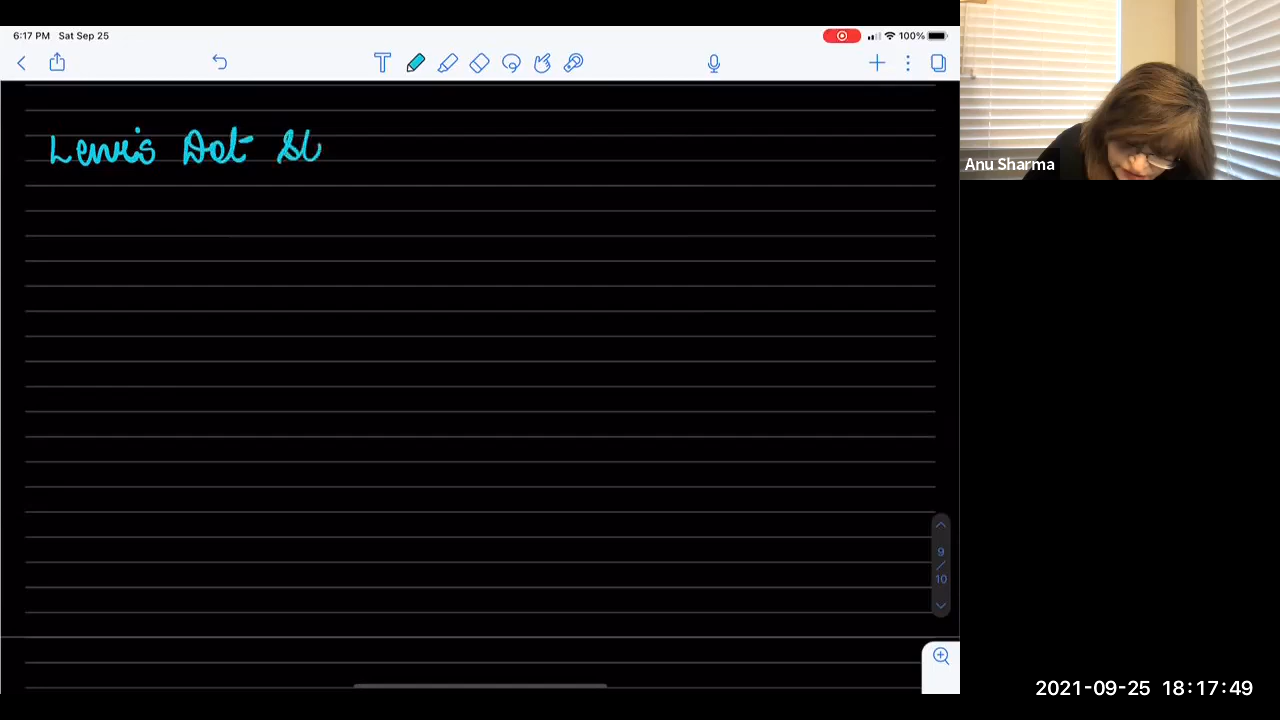 6:17 PM Sat Sep 25
100%
T
Lewis Dot St
Anu Sharma
9
/
10
2021-09-25 18:17:49